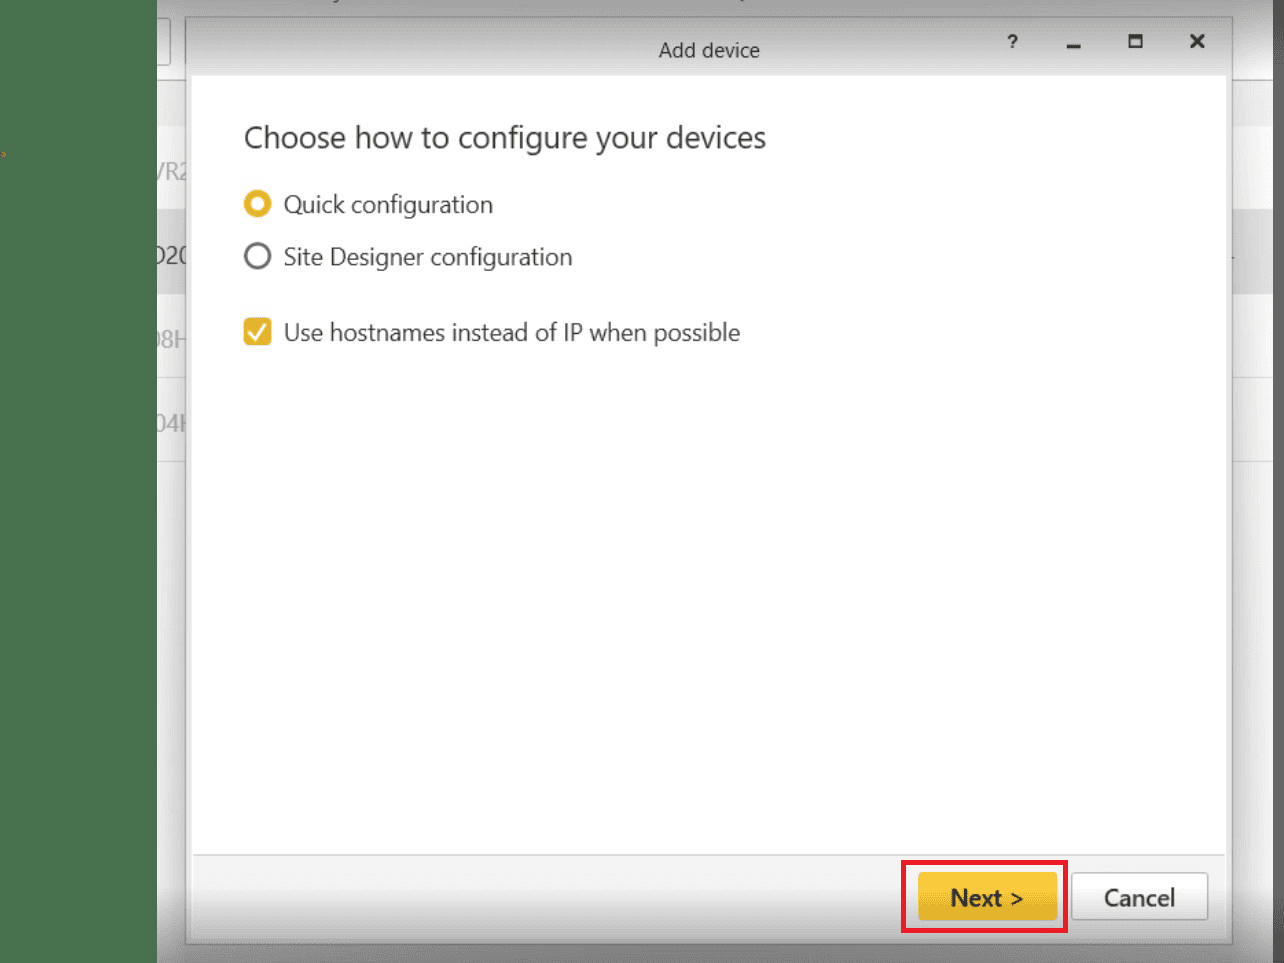 Add device
?
Choose how to configure your devices
Quick configuration
Site Designer configuration
Use hostnames instead of IP when possible
Next >
Cancel